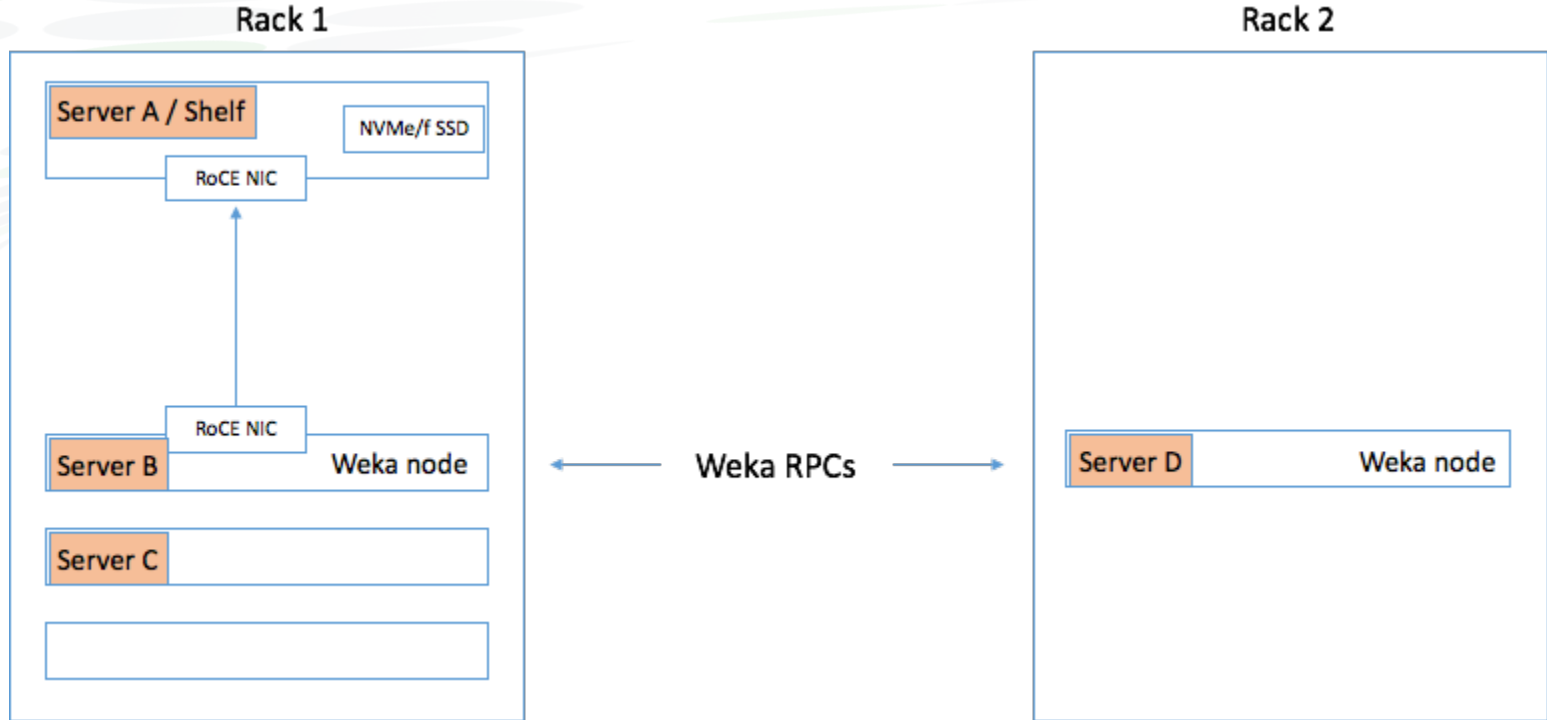 Rack 1
Rack 2
Server A / Shelf
NVMe/f SSD
RoCE NIC
RoCE NIC
Server B
Weka node
Weka RPCs
Server D
Weka node
Server C